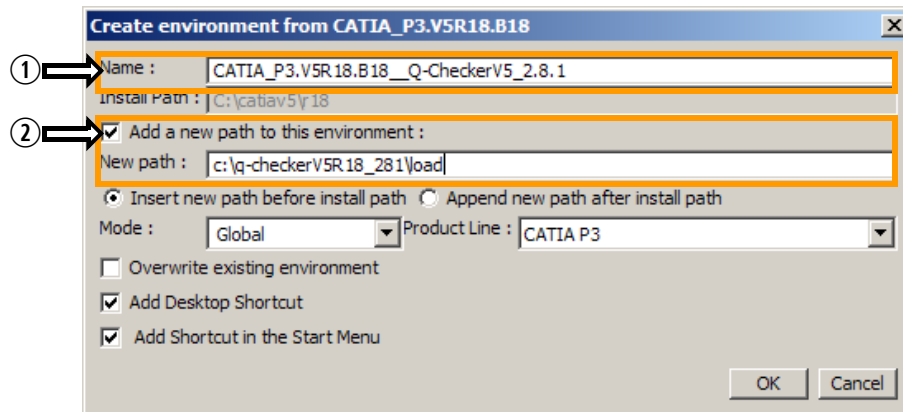 Create environment from CATIA_P3.V5R18.B18
① Name : CATIA_P3.V5R18.B18__Q-CheckerV5_2.8.1
Install Path : C:\catiav5\r18
② Add a new path to this environment :
New path : c:\q-checkerV5R18_281\load
Insert new path before install path Append new path after install path
Mode : Global Product Line : CATIA P3
Overwrite existing environment
Add Desktop Shortcut
Add Shortcut in the Start Menu
OK Cancel